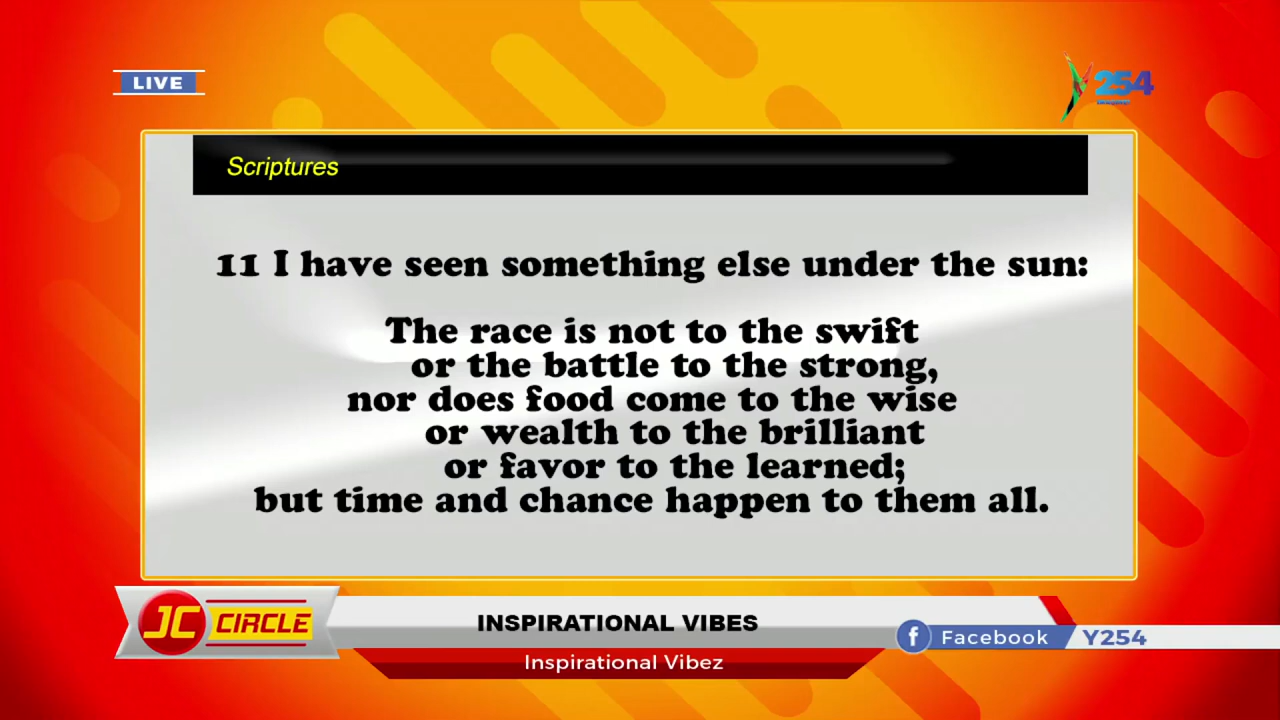 LIVE
254
Scriptures
11 I have seen something else under the sun:
The race is not to the swift
or the battle to the strong,
nor does food come to the wise
or wealth to the brilliant
or favor to the learned;
but time and chance happen to them all.
JC CIRCLE
INSPIRATIONAL VIBES
Inspirational Vibez
f Facebook Y254